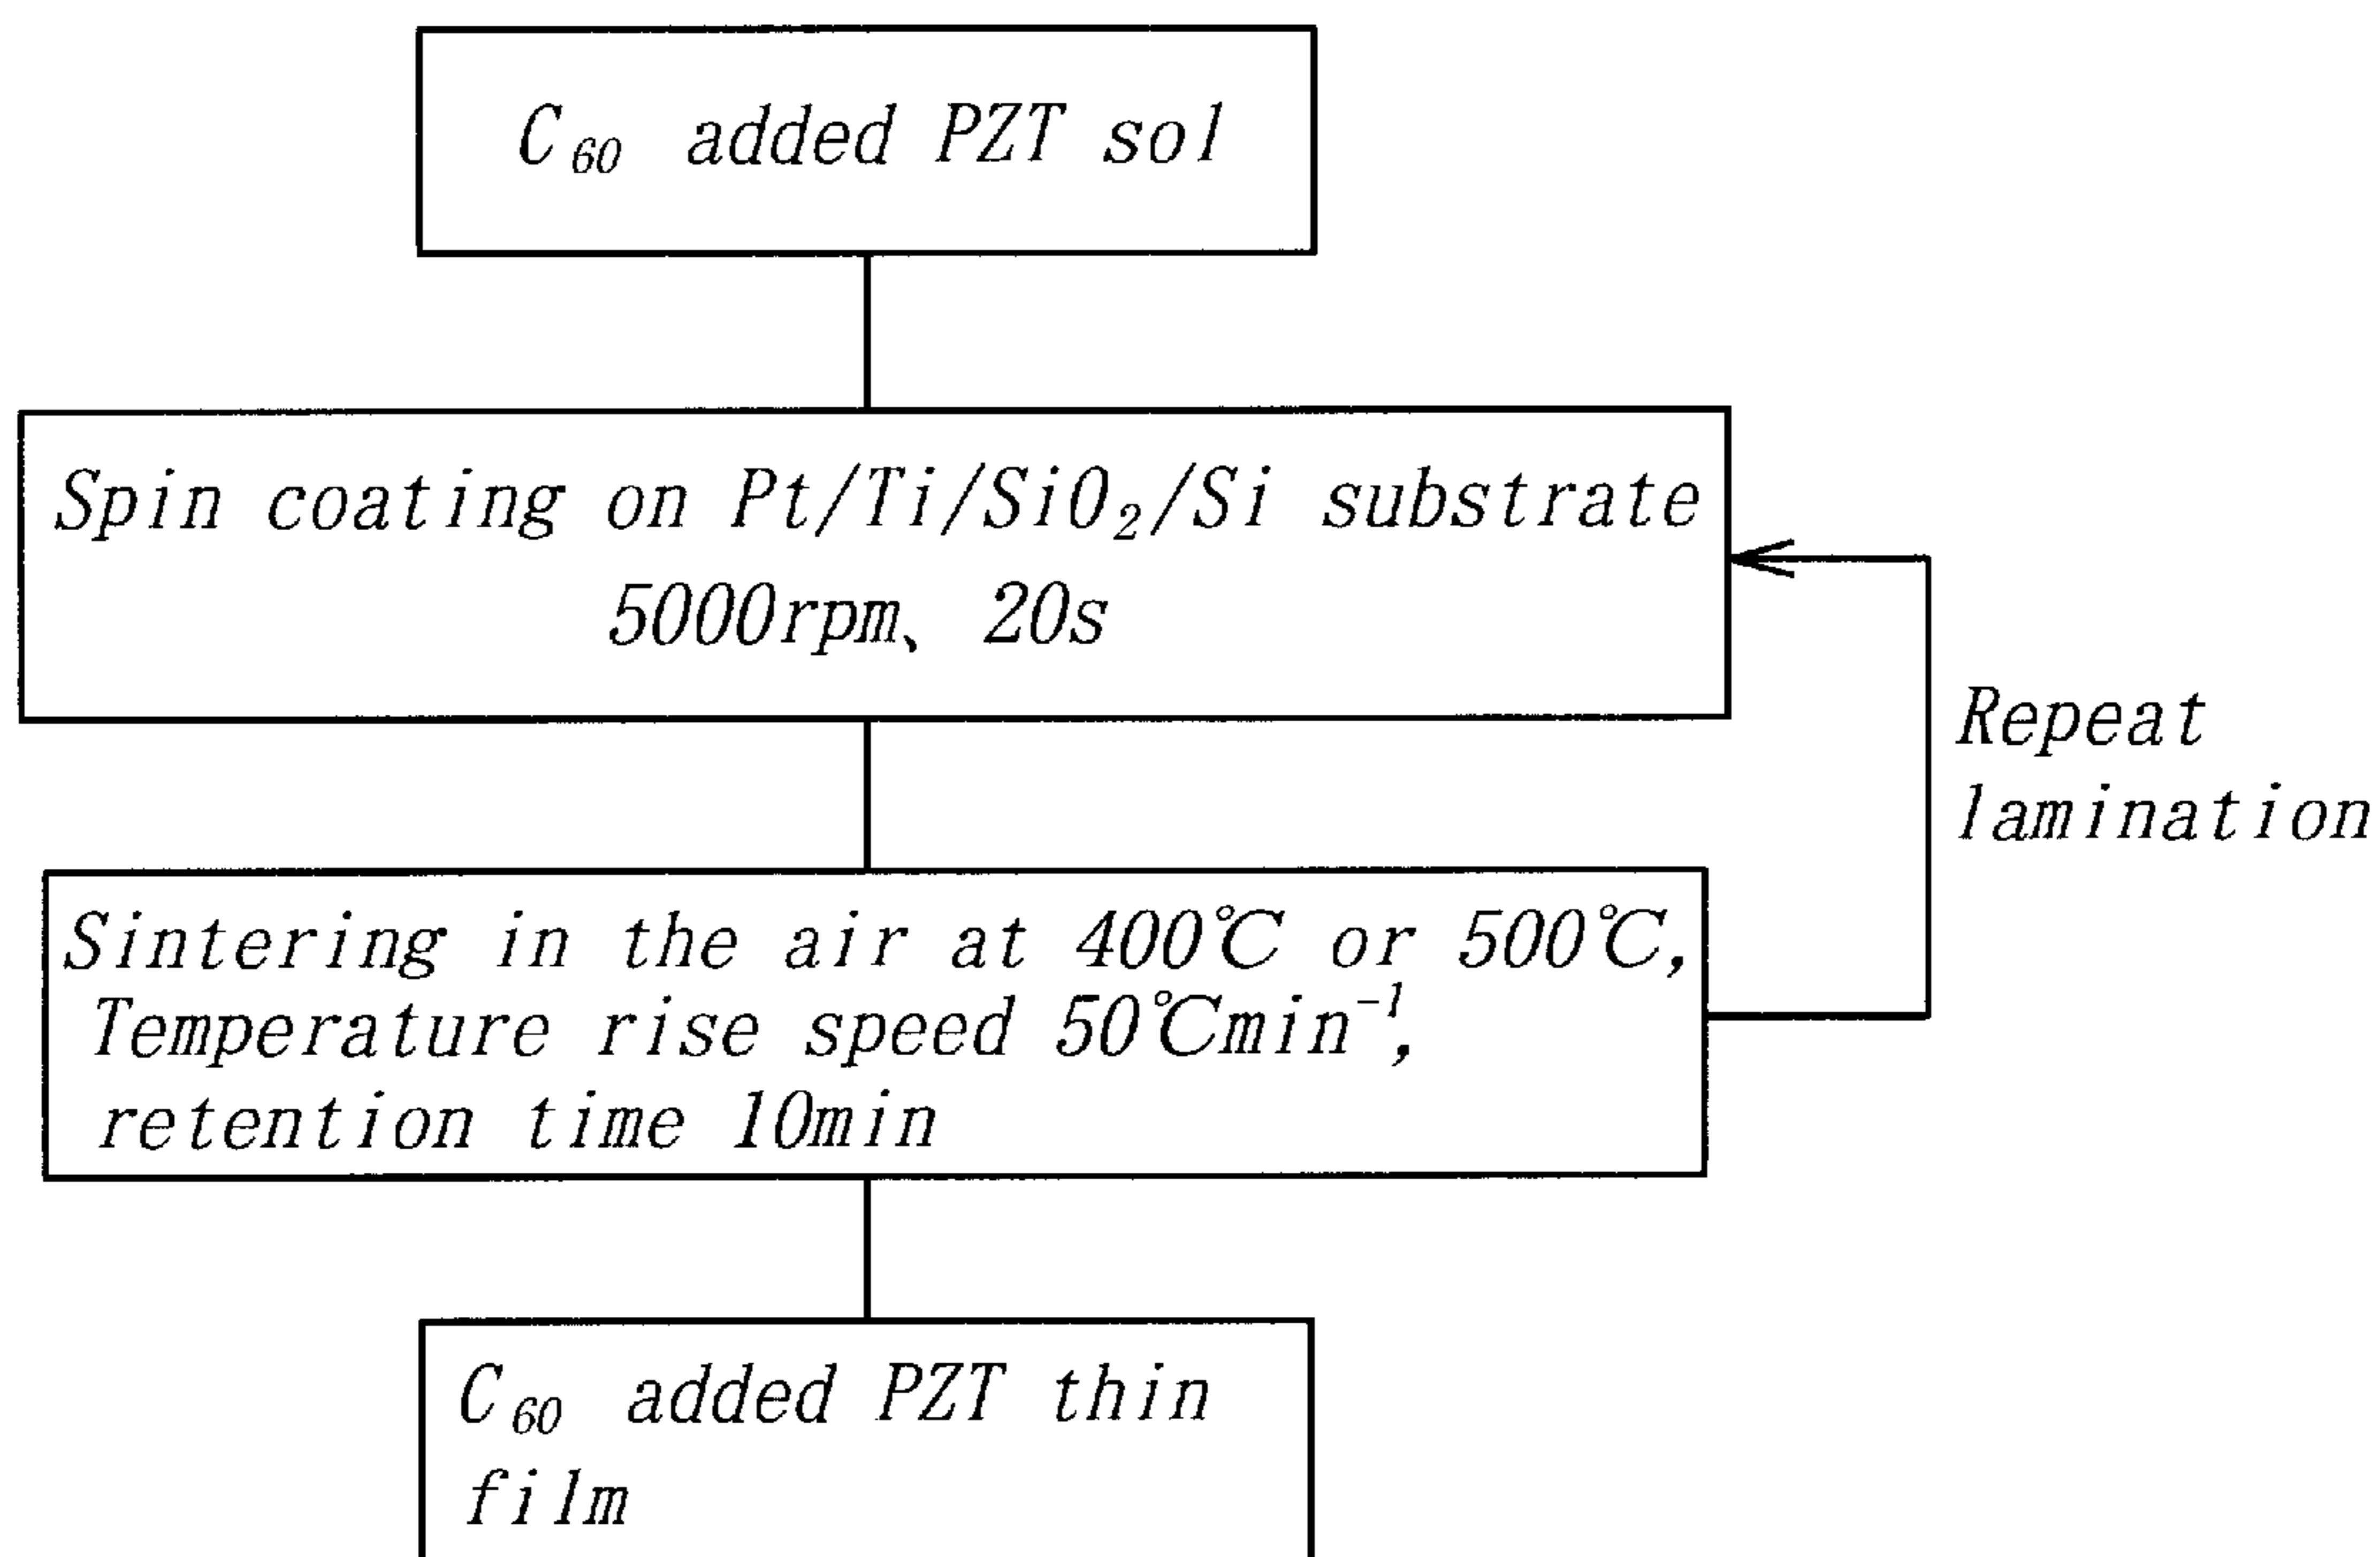 C₆₀ added PZT sol
Spin coating on Pt/Ti/SiO₂/Si substrate
5000rpm、20s
Repeat
lamination
Sintering in the air at 400℃ or 500℃,
Temperature rise speed 50℃min⁻¹,
retention time 10min
C₆₀ added PZT thin
film